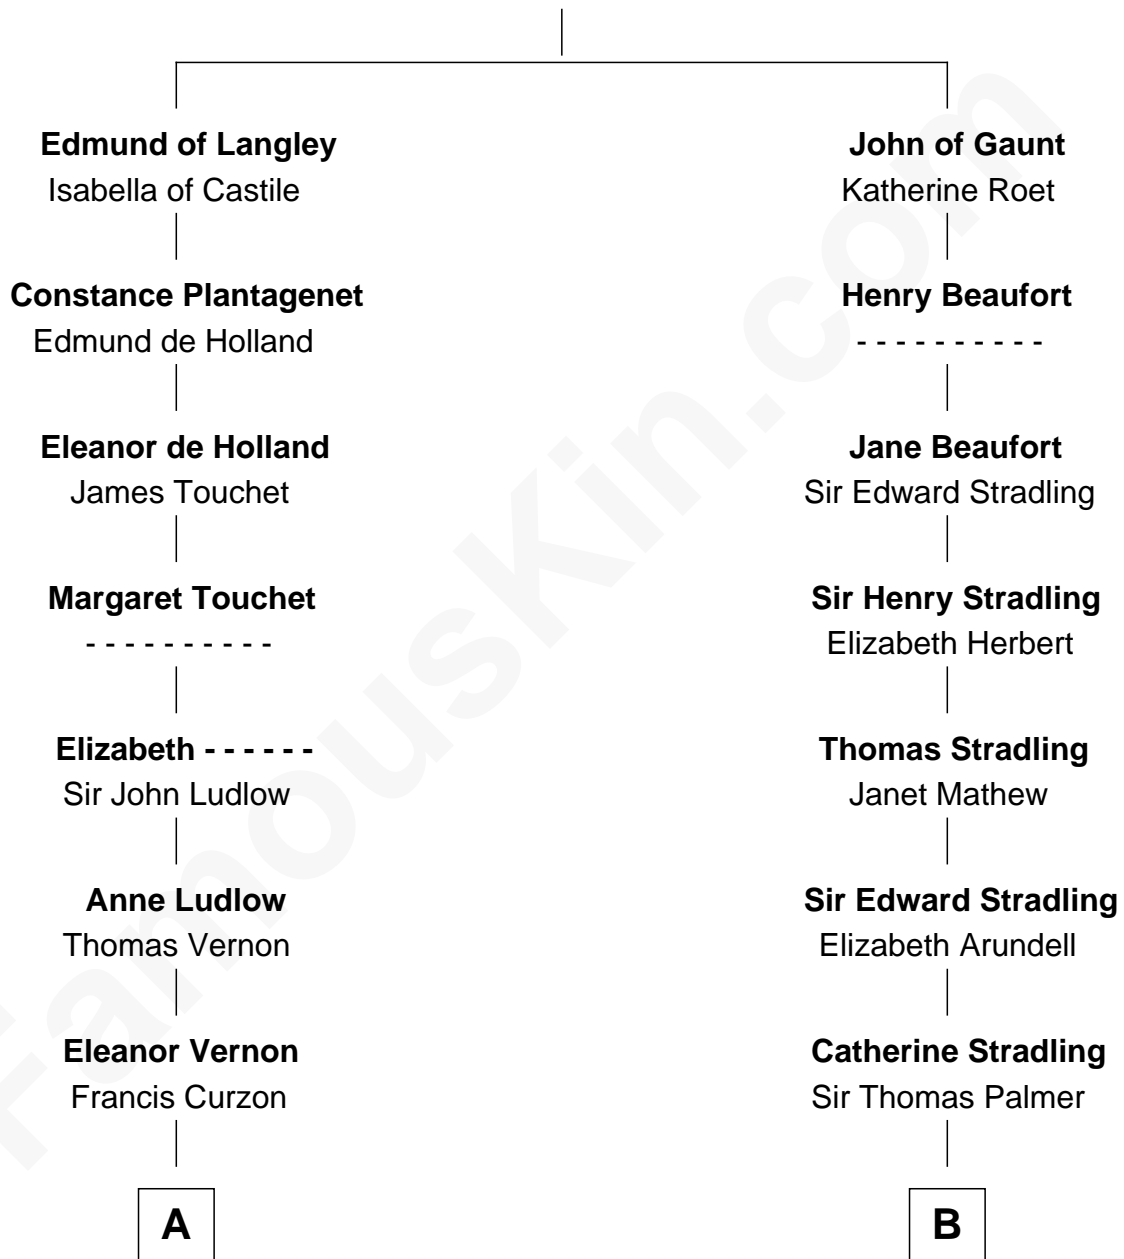 Edmund of Langley
Isabella of Castile
Constance Plantagenet
Edmund de Holland
Eleanor de Holland
James Touchet
Margaret Touchet
- - - - - - - - - -
Elizabeth - - - - - -
Sir John Ludlow
Anne Ludlow
Thomas Vernon
Eleanor Vernon
Francis Curzon
A
John of Gaunt
Katherine Roet
Henry Beaufort
- - - - - - - - - -
Jane Beaufort
Sir Edward Stradling
Sir Henry Stradling
Elizabeth Herbert
Thomas Stradling
Janet Mathew
Sir Edward Stradling
Elizabeth Arundell
Catherine Stradling
Sir Thomas Palmer
B
FamousKin.com